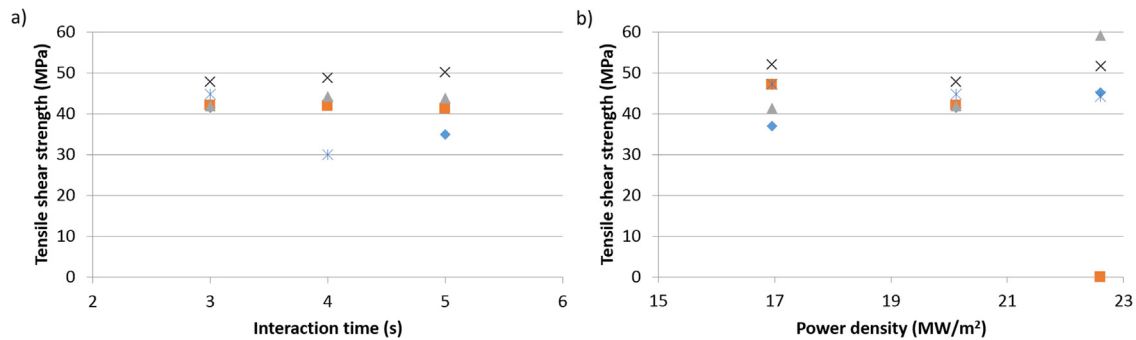 a)
Tensile shear strength (MPa)
60
50
40
30
20
10
0
2 3 4 5 6
Interaction time (s)
b)
Tensile shear strength (MPa)
60
50
40
30
20
10
0
15 17 19 21 23
Power density (MW/m²)